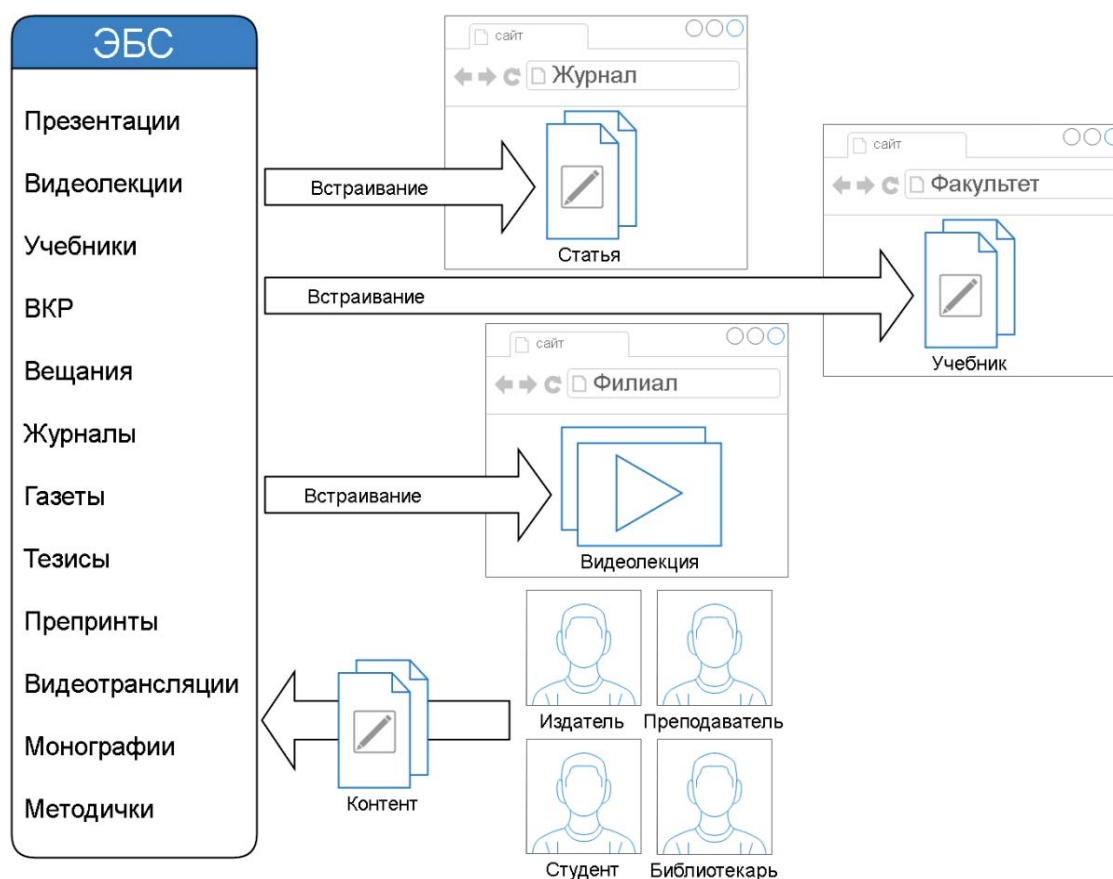 ЭБС
Презентации
Видеолекции
Учебники
ВКР
Вещания
Журналы
Газеты
Тезисы
Препринты
Видеотрансляции
Монографии
Методички
сайт
Журнал
Встраивание
Статья
сайт
Факультет
Встраивание
Учебник
сайт
Филиал
Встраивание
Видеолекция
Издатель
Преподаватель
Контент
Студент
Библиотекарь